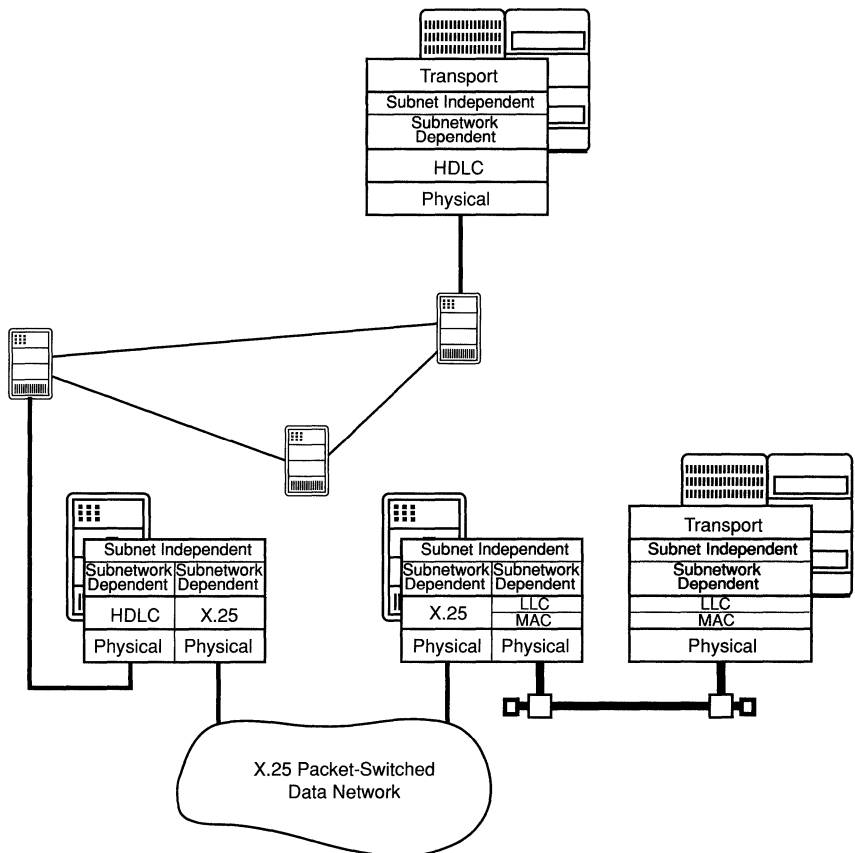 Transport
Subnet Independent
Subnetwork
Dependent
HDLC
Physical
Subnet Independent
Subnetwork Subnetwork
Dependent Dependent
HDLC X.25
Physical Physical
Subnet Independent
Subnetwork Subnetwork
Dependent Dependent
X.25 LLC
MAC
Physical Physical
Transport
Subnet Independent
Subnetwork
Dependent
LLC
MAC
Physical
X.25 Packet-Switched
Data Network